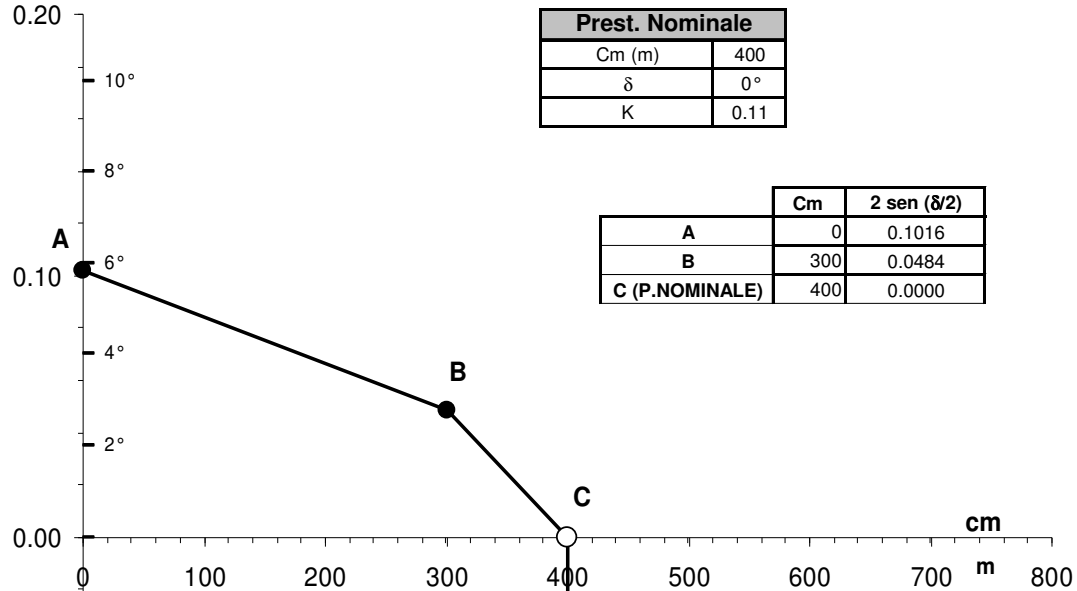 0.20
Prest. Nominale
Cm (m) 400
δ 0°
K 0.11
10°
8°
Cm 2 sen (δ/2)
A 0 0.1016
B 300 0.0484
C (P.NOMINALE) 400 0.0000
A
6°
0.10
4°
B
2°
C
0.00
cm
m
0 100 200 300 400 500 600 700 800